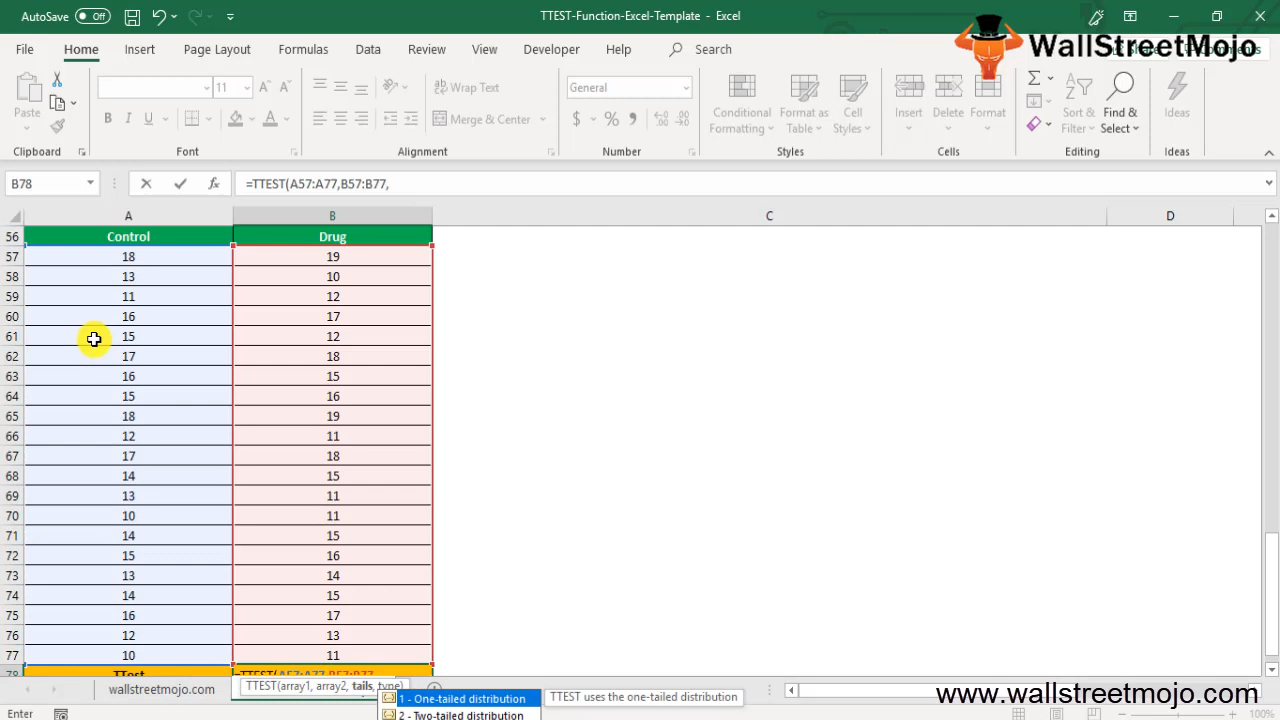 AutoSave Off TTEST-Function-Excel-Template - Excel
WallStreetMojo
File Home Insert Page Layout Formulas Data Review View Developer Help Search
Paste 11 Wrap Text General Conditional Formatting Format as Table Cell Styles Insert Delete Format Sort & Filter Find & Select Ideas
B I U Merge & Center $ %
Clipboard Font Alignment Number Styles Cells Editing Ideas
B78 fx =TTEST(A57:A77,B57:B77,
A B C D
56 Control Drug
57 18 19
58 13 10
59 11 12
60 16 17
61 15 12
62 17 18
63 16 15
64 15 16
65 18 19
66 12 11
67 17 18
68 14 15
69 13 11
70 10 11
71 14 15
72 15 16
73 13 14
74 14 15
75 16 17
76 12 13
77 10 11
78 TTest =TTEST(A57:A77,B57:B77,
wallstreetmojo.com TTEST(array1, array2, tails, type)
1 - One-tailed distribution TTEST uses the one-tailed distribution
2 - Two-tailed distribution
www.wallstreetmojo.com
Enter 100%